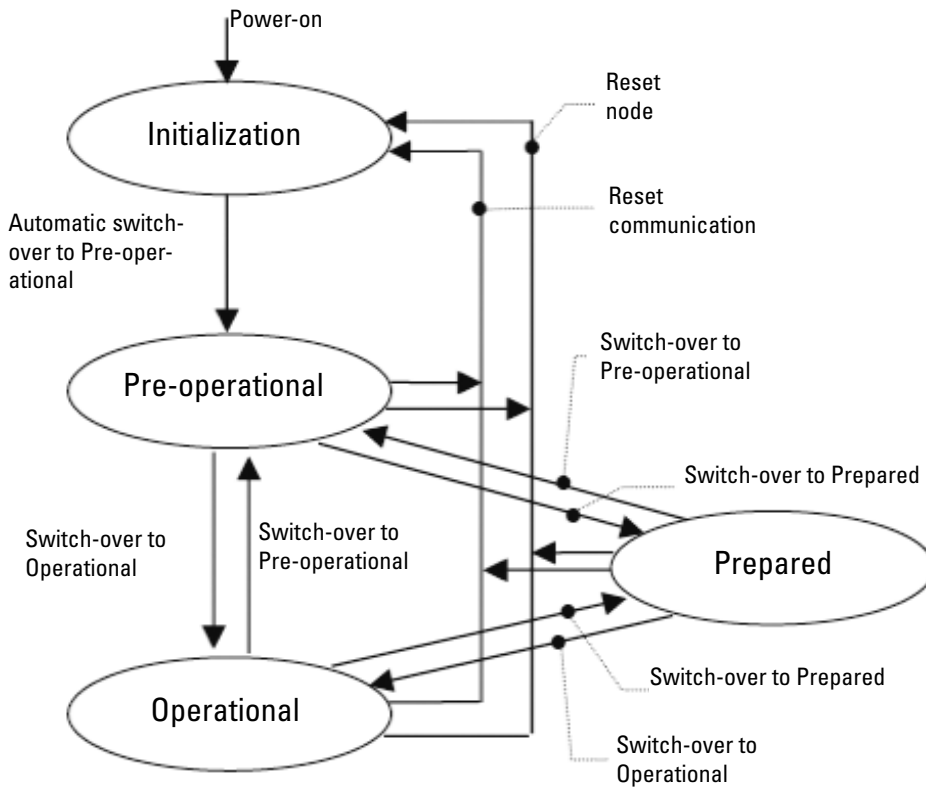 Power-on
Reset
node
Initialization
Reset
communication
Automatic switch-
over to Pre-oper-
ational
Switch-over to
Pre-operational
Pre-operational
Switch-over to Prepared
Switch-over to
Operational
Switch-over to
Pre-operational
Prepared
Switch-over to Prepared
Operational
Switch-over to
Operational